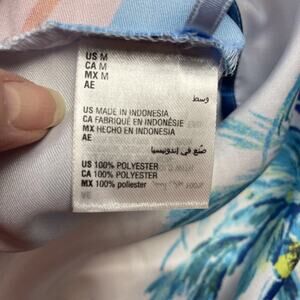 US M
CA M
MX M
AE
وسط
US MADE IN INDONESIA
CA FABRIQUÉ EN INDONÉSIE
MX HECHO EN INDONESIA
AE
صنع في إندونيسيا
US 100% POLYESTER
CA 100% POLYESTER
MX 100% poliester